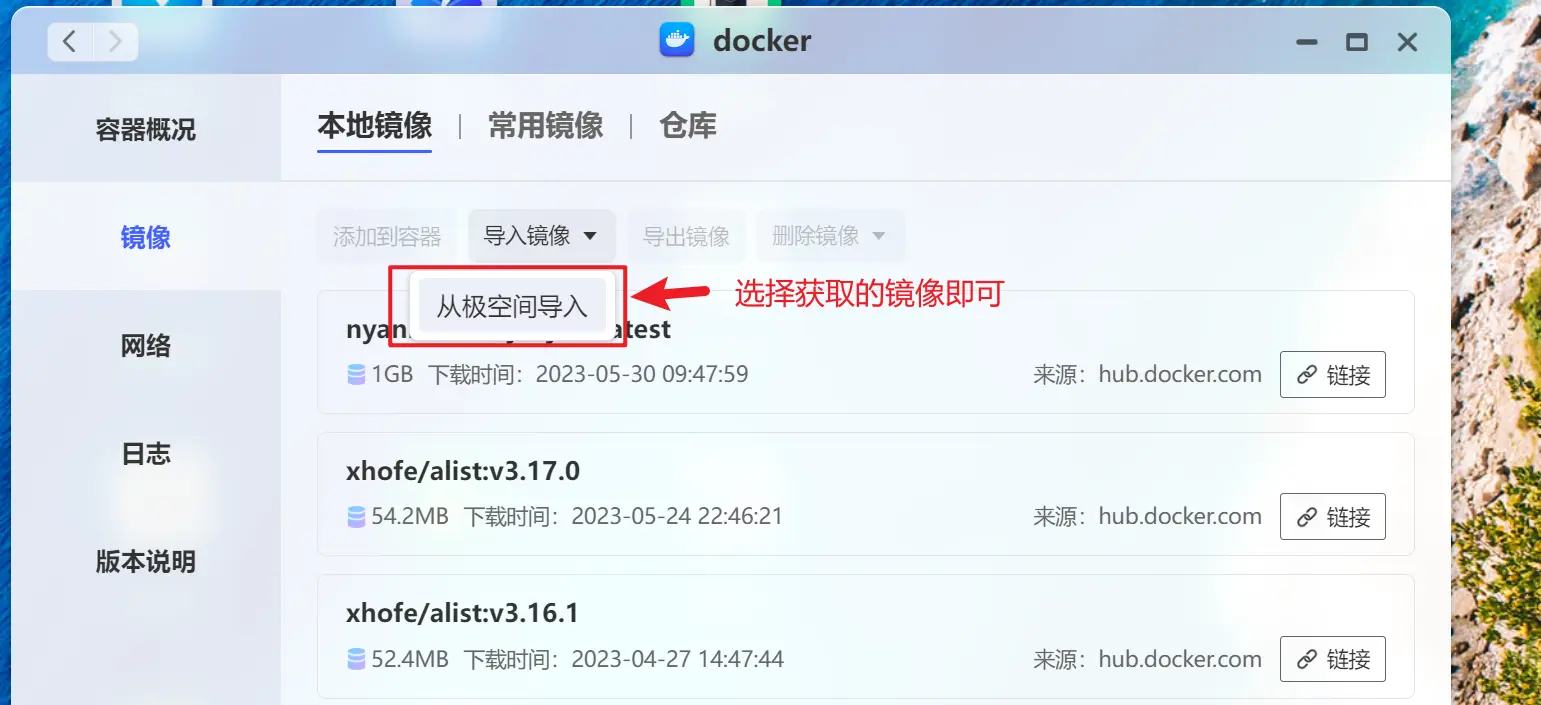 docker
容器概况
镜像
网络
日志
版本说明
本地镜像 | 常用镜像 | 仓库
添加到容器 导入镜像 导出镜像 删除镜像
从极空间导入
选择获取的镜像即可
1GB 下载时间：2023-05-30 09:47:59 来源：hub.docker.com 链接
xhofe/alist:v3.17.0
54.2MB 下载时间：2023-05-24 22:46:21 来源：hub.docker.com 链接
xhofe/alist:v3.16.1
52.4MB 下载时间：2023-04-27 14:47:44 来源：hub.docker.com 链接